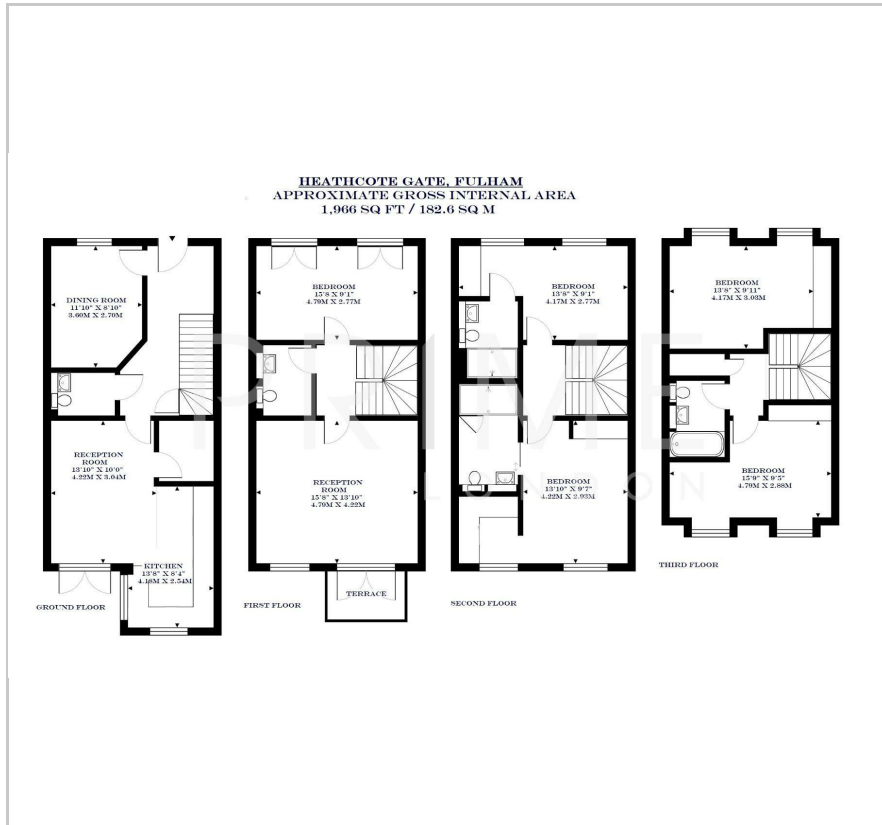 HEATHCOTE GATE, FULHAM
APPROXIMATE GROSS INTERNAL AREA
1,966 SQ FT / 182.6 SQ M
DINING ROOM
11'10" X 8'10"
3.60M X 2.70M
RECEPTION
ROOM
13'10" X 10'0"
4.22M X 3.04M
KITCHEN
13'8" X 8'4"
4.18M X 2.54M
GROUND FLOOR
BEDROOM
15'8 X 9'1"
4.79M X 2.77M
RECEPTION
ROOM
15'8" X 13'10"
4.79M X 4.22M
TERRACE
FIRST FLOOR
BEDROOM
13'8" X 9'1"
4.17M X 2.77M
BEDROOM
13'10" X 9'7"
4.22M X 2.93M
SECOND FLOOR
BEDROOM
13'8" X 9'11"
4.17M X 3.03M
BEDROOM
15'9" X 9'5"
4.79M X 2.88M
THIRD FLOOR
PRIME
LONDON